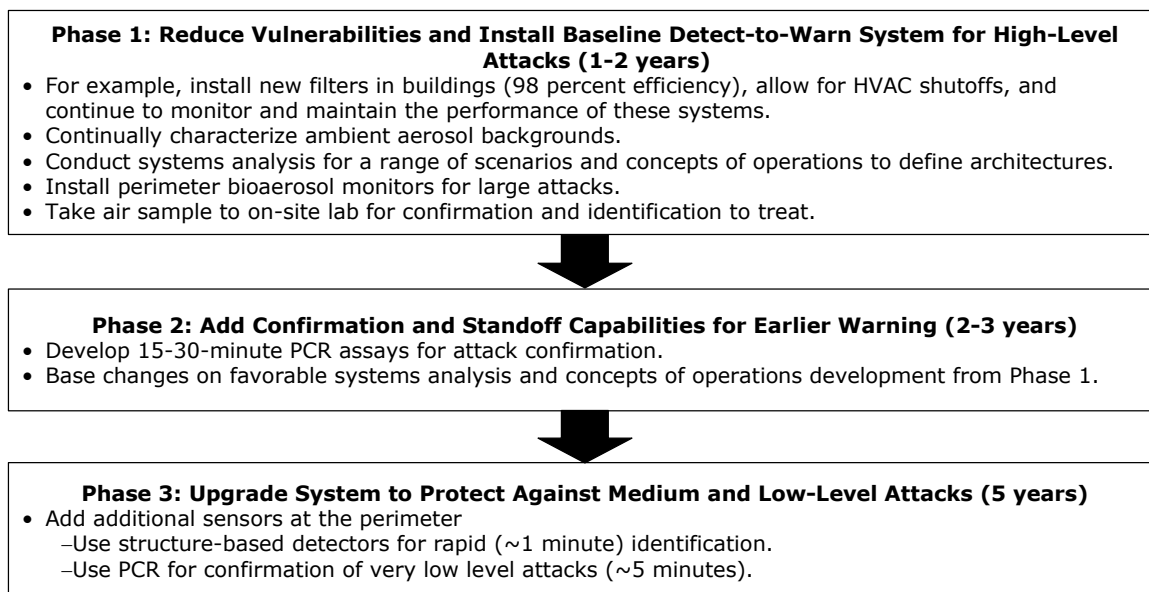 Phase 1: Reduce Vulnerabilities and Install Baseline Detect-to-Warn System for High-Level
Attacks (1-2 years)
• For example, install new filters in buildings (98 percent efficiency), allow for HVAC shutoffs, and
continue to monitor and maintain the performance of these systems.
• Continually characterize ambient aerosol backgrounds.
• Conduct systems analysis for a range of scenarios and concepts of operations to define architectures.
• Install perimeter bioaerosol monitors for large attacks.
• Take air sample to on-site lab for confirmation and identification to treat.
Phase 2: Add Confirmation and Standoff Capabilities for Earlier Warning (2-3 years)
• Develop 15-30-minute PCR assays for attack confirmation.
• Base changes on favorable systems analysis and concepts of operations development from Phase 1.
Phase 3: Upgrade System to Protect Against Medium and Low-Level Attacks (5 years)
• Add additional sensors at the perimeter
–Use structure-based detectors for rapid (~1 minute) identification.
–Use PCR for confirmation of very low level attacks (~5 minutes).